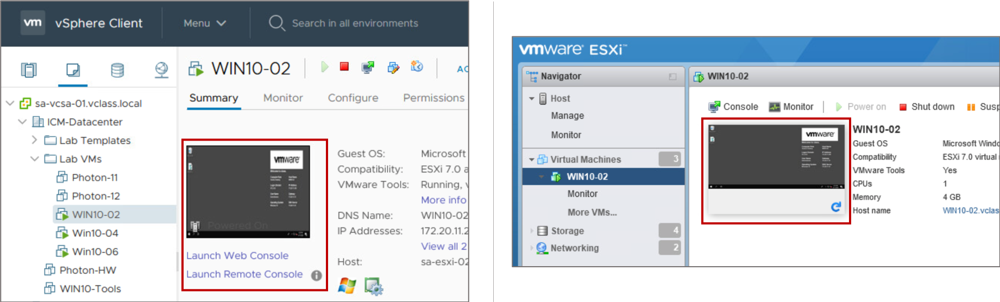 vm vSphere Client Menu Search in all environments
WIN10-02 AC
Summary Monitor Configure Permissions
sa-vcsa-01.vclass.local
ICM-Datacenter
Lab Templates
Lab VMs
Photon-11
Photon-12
WIN10-02
Win10-04
Win10-06
Photon-HW
WIN10-Tools
vmware
Powered On
Launch Web Console
Launch Remote Console
Guest OS: Microsoft
Compatibility: ESXi 7.0 a
VMware Tools: Running, v
More info
DNS Name: WIN10-02
IP Addresses: 172.20.11.2
View all 2
Host: sa-esxi-02
vmware ESXi™
Navigator
Host
Manage
Monitor
Virtual Machines 3
WIN10-02
Monitor
More VMs...
Storage 4
Networking 2
WIN10-02
Console Monitor Power on Shut down Susp
vmware
WIN10-02
Guest OS Microsoft Windo
Compatibility ESXi 7.0 virtual
VMware Tools Yes
CPUs 1
Memory 4 GB
Host name WIN10-02.vclas